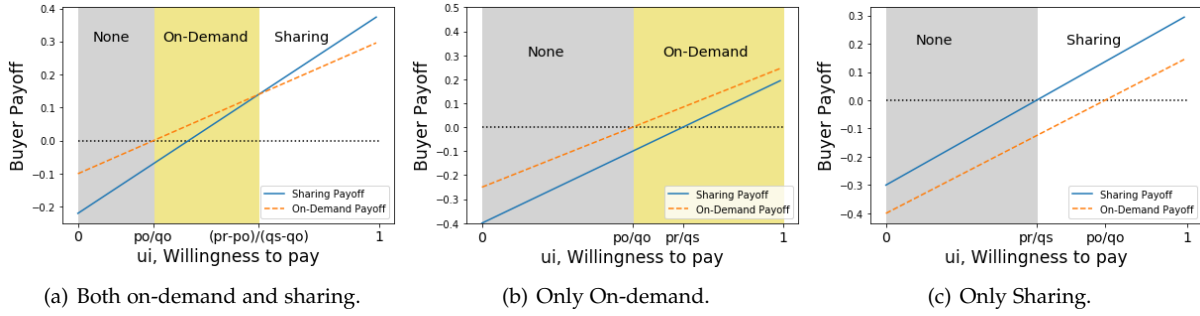 0.4
0.3
0.2
0.1
0.0
−0.1
−0.2
Buyer Payoff
None
On-Demand
Sharing
Sharing Payoff
On-Demand Payoff
0
po/qo
(pr-po)/(qs-qo)
1
ui, Willingness to pay
(a) Both on-demand and sharing.
0.5
0.4
0.3
0.2
0.1
0.0
−0.1
−0.2
−0.3
−0.4
Buyer Payoff
None
On-Demand
Sharing Payoff
On-Demand Payoff
0
po/qo
pr/qs
1
ui, Willingness to pay
(b) Only On-demand.
0.3
0.2
0.1
0.0
−0.1
−0.2
−0.3
−0.4
Buyer Payoff
None
Sharing
Sharing Payoff
On-Demand Payoff
0
pr/qs
po/qo
1
ui, Willingness to pay
(c) Only Sharing.